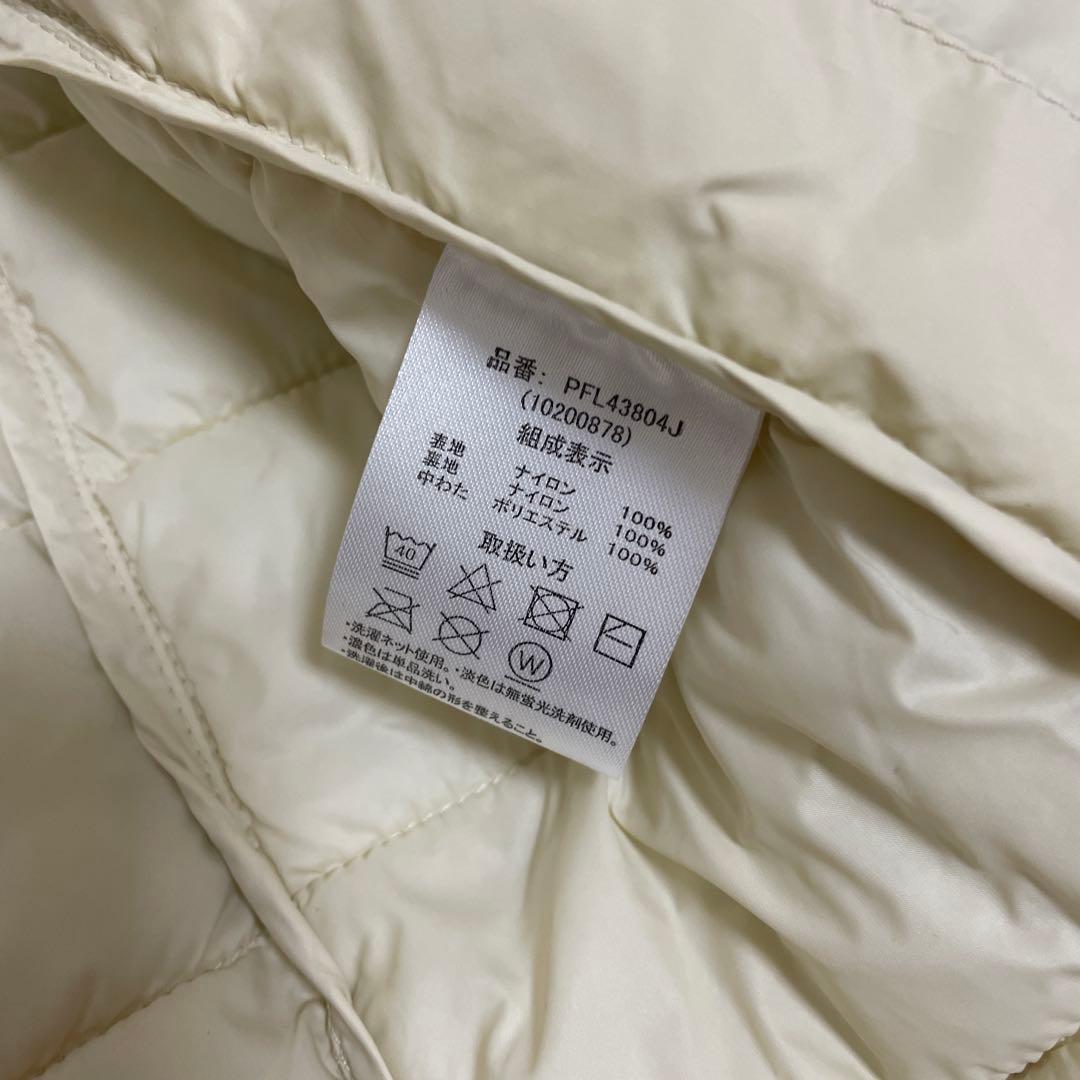 品番: PFL43804J
(10200878)
組成表示
表地 ナイロン 100%
裏地 ナイロン 100%
中わた ポリエステル 100%
取扱い方
40
W
・洗濯ネット使用。・淡色は無蛍光洗剤使用。
・濃色は単品洗い。
・洗濯後は中綿の形を整えること。